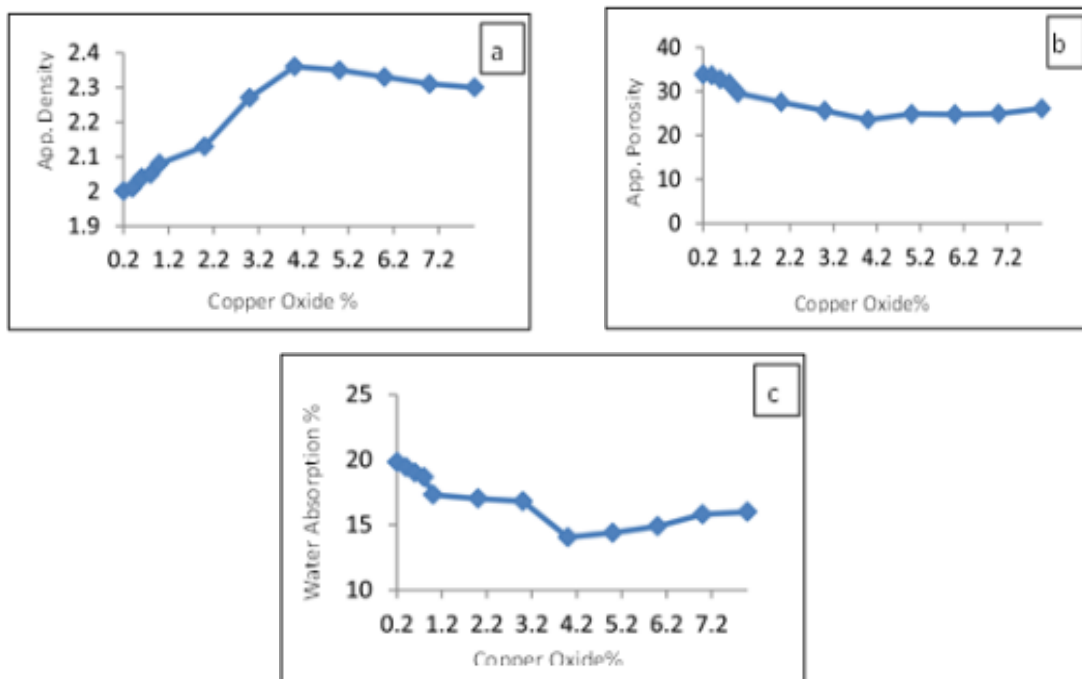 a
App. Density
2.4
2.3
2.2
2.1
2
1.9
0.2 1.2 2.2 3.2 4.2 5.2 6.2 7.2
Copper Oxide %
b
App. Porosity
40
30
20
10
0
0.2 1.2 2.2 3.2 4.2 5.2 6.2 7.2
Copper Oxide%
c
Water Absorption %
25
20
15
10
0.2 1.2 2.2 3.2 4.2 5.2 6.2 7.2
Copper Oxide%